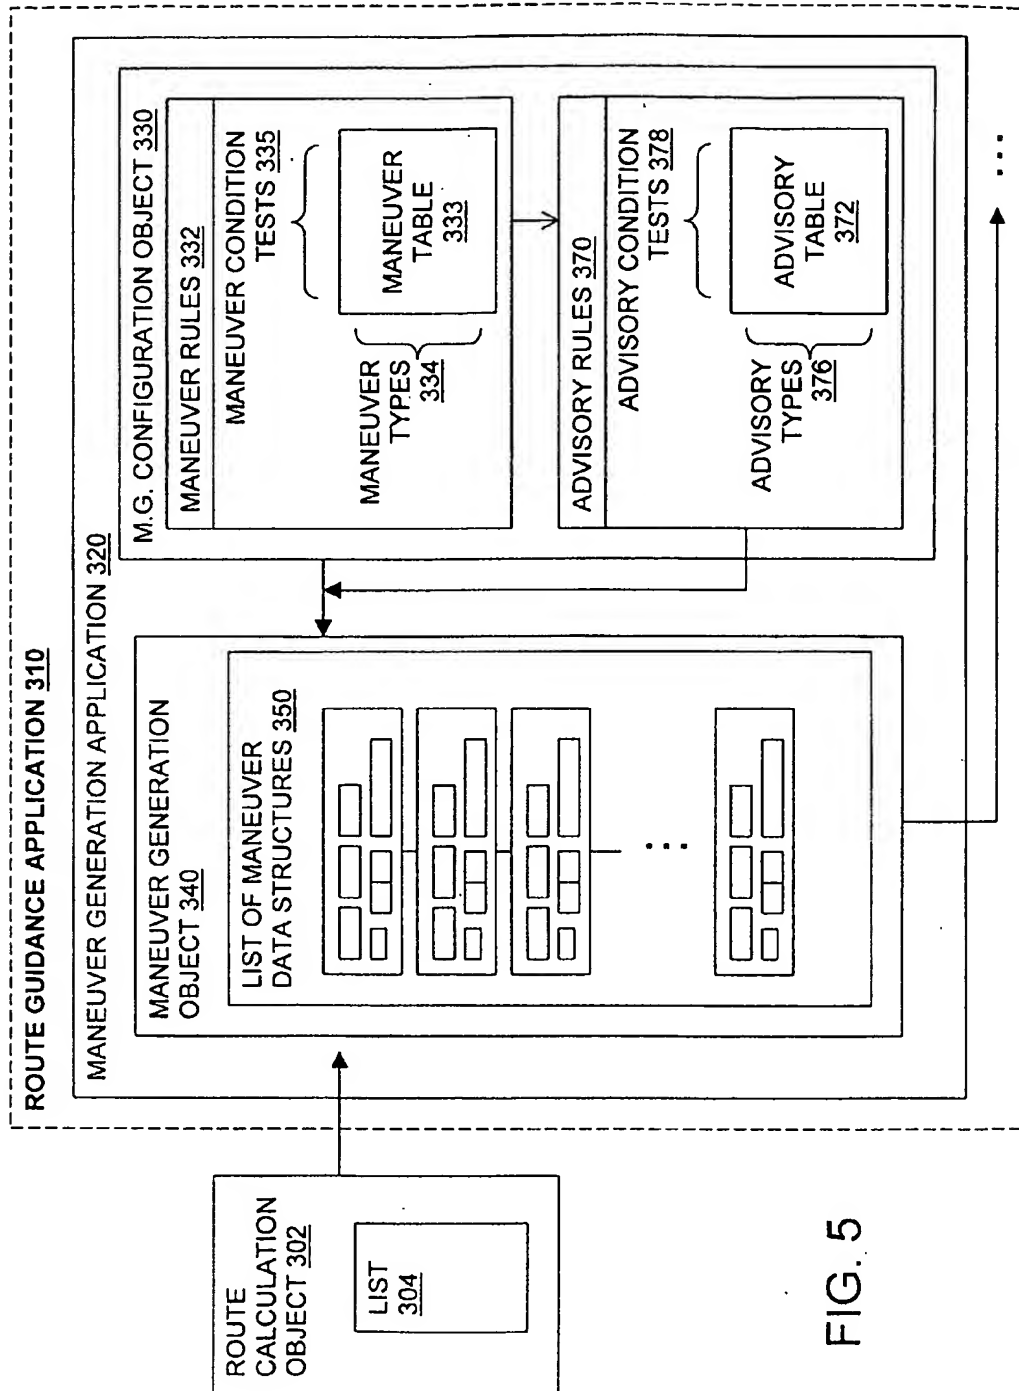 ROUTE GUIDANCE APPLICATION 310
MANEUVER GENERATION APPLICATION 320
M.G. CONFIGURATION OBJECT 330
MANEUVER RULES 332
MANEUVER CONDITION
TESTS 335
MANEUVER
TYPES
334
MANEUVER
TABLE
333
ADVISORY RULES 370
ADVISORY CONDITION
TESTS 378
ADVISORY
TYPES
376
ADVISORY
TABLE
372
MANEUVER GENERATION
OBJECT 340
LIST OF MANEUVER
DATA STRUCTURES 350
...
...
ROUTE
CALCULATION
OBJECT 302
LIST
304
FIG. 5